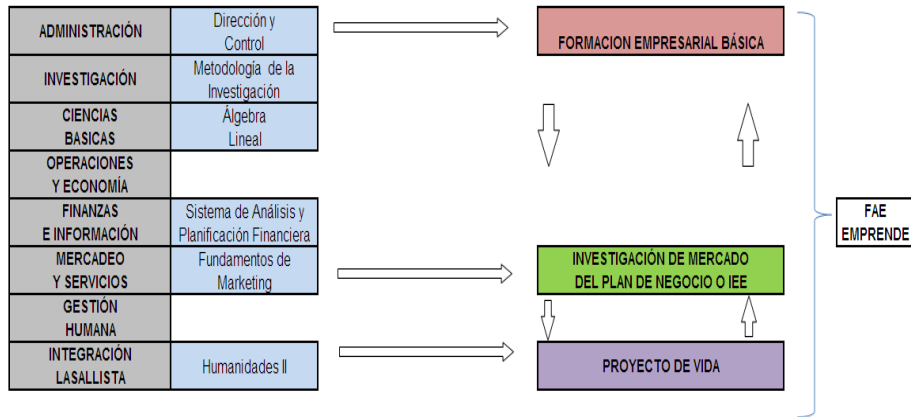 ADMINISTRACIÓN
Dirección y
Control
FORMACION EMPRESARIAL BÁSICA
INVESTIGACIÓN
Metodología de la
Investigación
CIENCIAS
BASICAS
Álgebra
Lineal
OPERACIONES
Y ECONOMÍA
FINANZAS
E INFORMACIÓN
Sistema de Análisis y
Planificación Financiera
MERCADEO
Y SERVICIOS
Fundamentos de
Marketing
INVESTIGACIÓN DE MERCADO
DEL PLAN DE NEGOCIO O IEE
GESTIÓN
HUMANA
INTEGRACIÓN
LASALLISTA
Humanidades II
PROYECTO DE VIDA
FAE
EMPRENDE